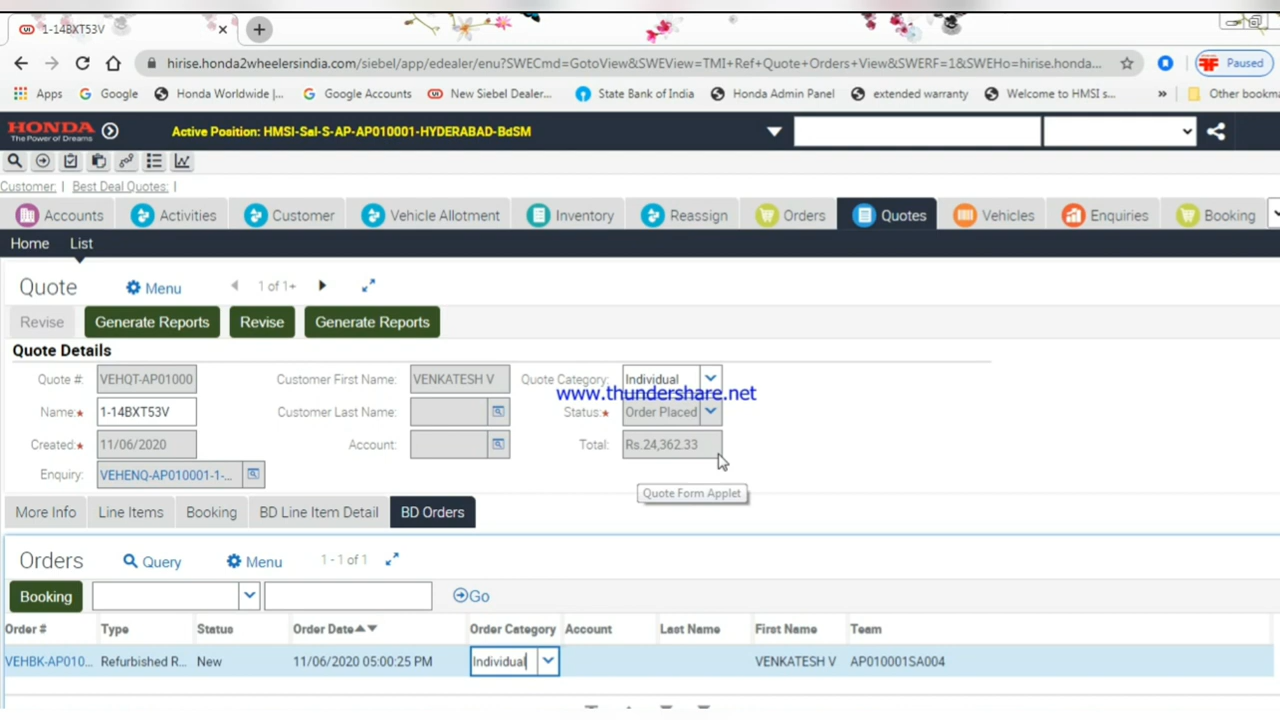 1-14BXT53V
hirise.honda2wheelersindia.com/siebel/app/edealer/enu?SWECmd=GotoView&SWEView=TMI+Ref+Quote+Orders+View&SWERF=1&SWEHo=hirise.honda...
Paused
Apps Google Honda Worldwide |... Google Accounts New Siebel Dealer... State Bank of India Honda Admin Panel extended warranty Welcome to HMSI s... » Other bookma
HONDA
The Power of Dreams
Active Position: HMSI-Sal-S-AP-AP010001-HYDERABAD-BdSM
Customer: | Best Deal Quotes: |
Accounts Activities Customer Vehicle Allotment Inventory Reassign Orders Quotes Vehicles Enquiries Booking
Home List
Quote Menu 1 of 1+
Revise Generate Reports Revise Generate Reports
Quote Details
Quote #: VEHQT-AP01000 Customer First Name: VENKATESH V Quote Category: Individual
www.thundershare.net
Name:* 1-14BXT53V Customer Last Name: Status:* Order Placed
Created:* 11/06/2020 Account: Total: Rs.24,362.33
Enquiry: VEHENQ-AP010001-1-...
Quote Form Applet
More Info Line Items Booking BD Line Item Detail BD Orders
Orders Query Menu 1 - 1 of 1
Booking Go
Order # Type Status Order Date Order Category Account Last Name First Name Team
VEHBK-AP010... Refurbished R... New 11/06/2020 05:00:25 PM Individual VENKATESH V AP010001SA004